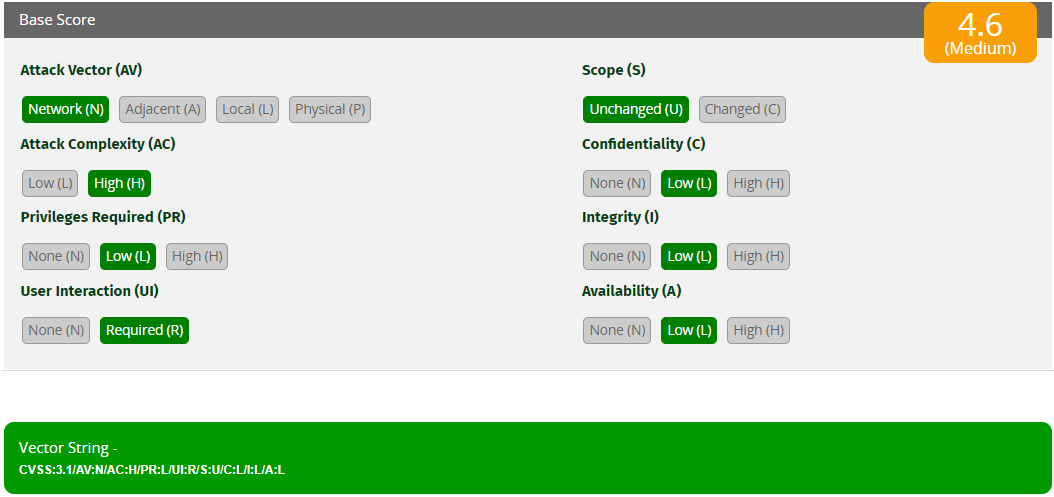 Base Score
4.6
(Medium)
Attack Vector (AV)
Network (N) Adjacent (A) Local (L) Physical (P)
Attack Complexity (AC)
Low (L) High (H)
Privileges Required (PR)
None (N) Low (L) High (H)
User Interaction (UI)
None (N) Required (R)
Scope (S)
Unchanged (U) Changed (C)
Confidentiality (C)
None (N) Low (L) High (H)
Integrity (I)
None (N) Low (L) High (H)
Availability (A)
None (N) Low (L) High (H)
Vector String -
CVSS:3.1/AV:N/AC:H/PR:L/UI:R/S:U/C:L/I:L/A:L